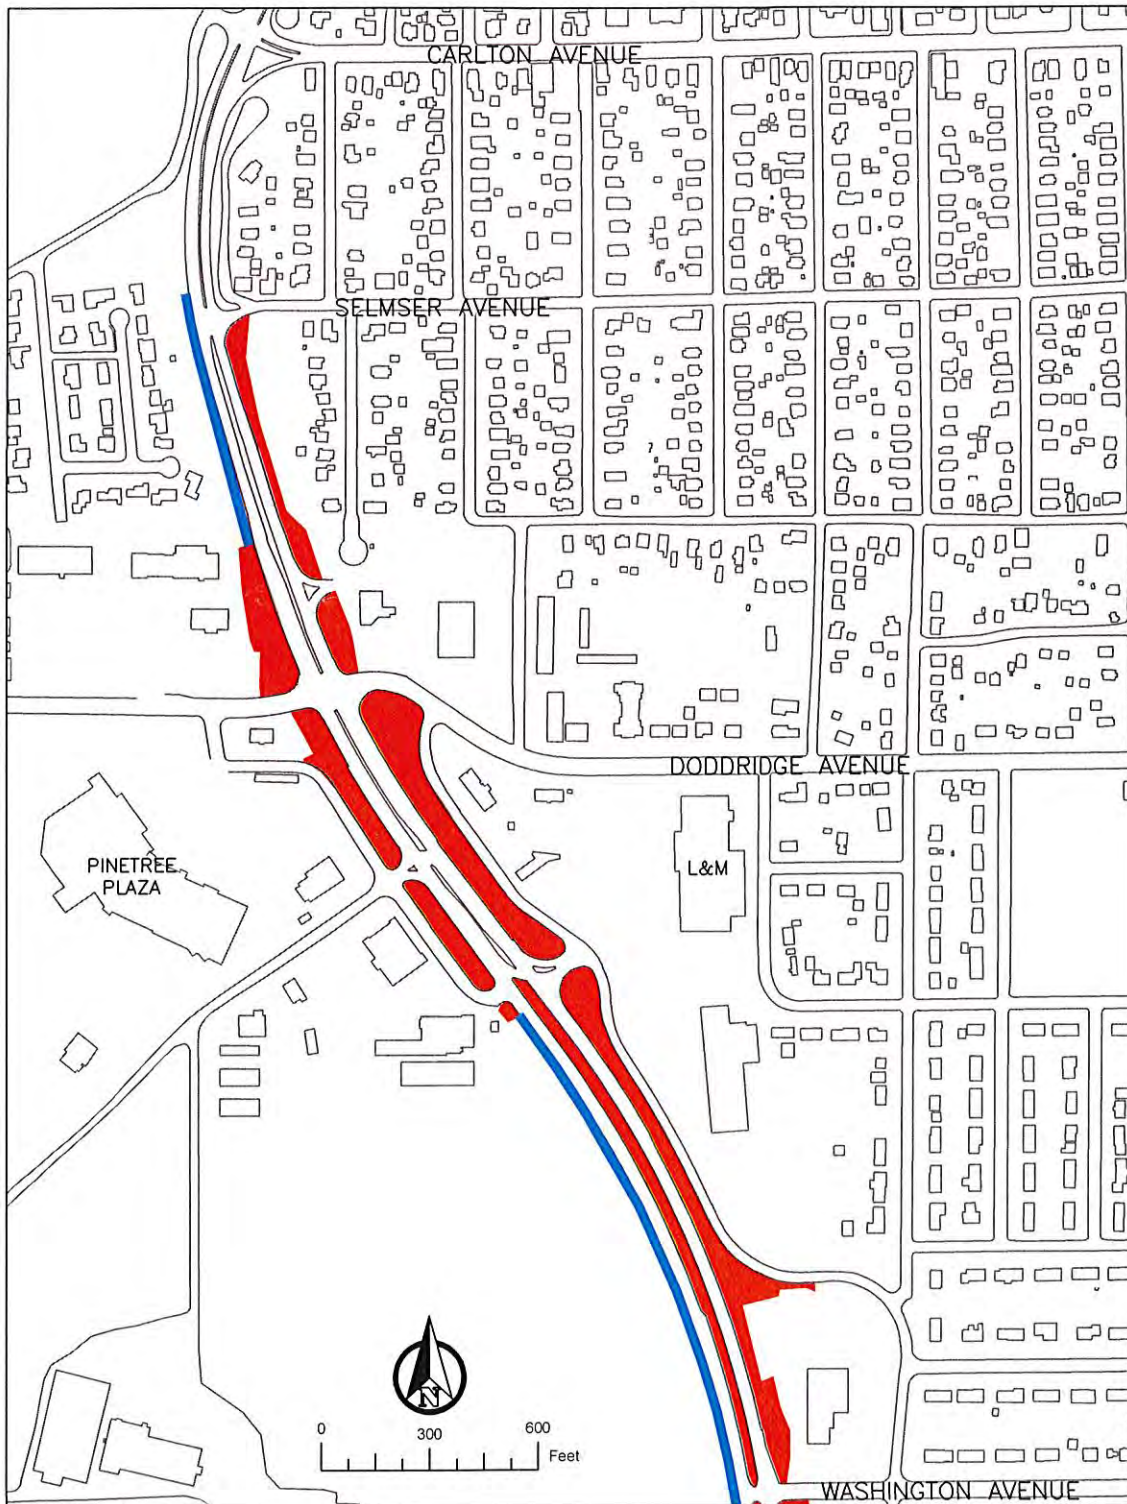 CARLTON AVENUE
SELMSER AVENUE
DODDRIDGE AVENUE
PINETREE
PLAZA
L&M
N
0 300 600
Feet
WASHINGTON AVENUE